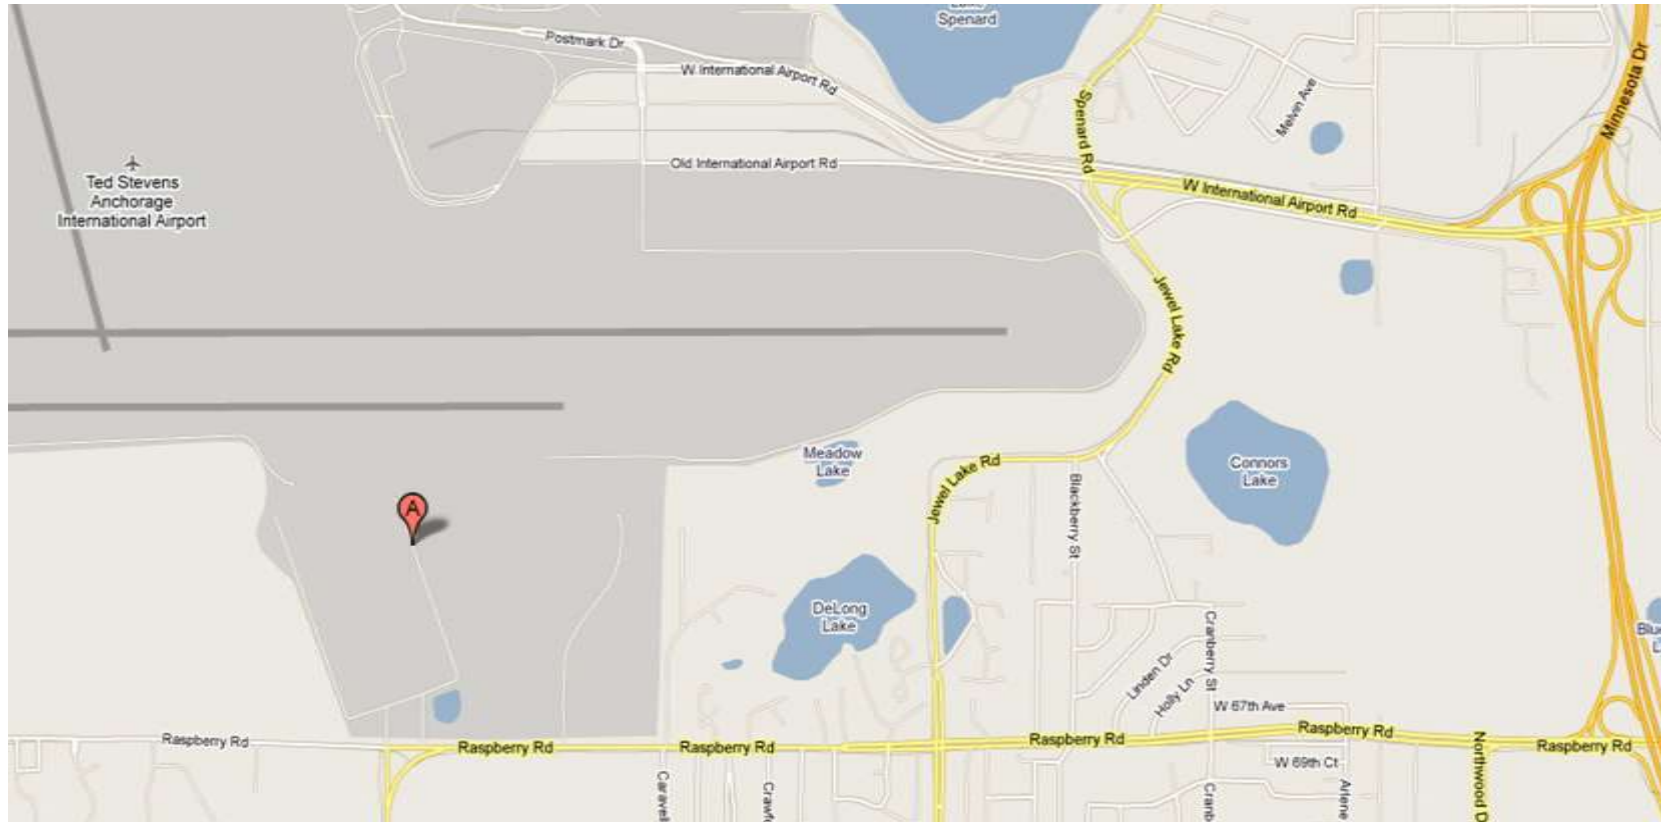 Lake
Spenard
Postmark Dr
W International Airport Rd
Minnesota Dr
Spenard Rd
Melvin Ave
Old International Airport Rd
Ted Stevens
Anchorage
International Airport
W International Airport Rd
Jewel Lake Rd
Meadow
Lake
Jewel Lake Rd
Connors
Lake
Blackberry St
A
DeLong
Lake
Cranberry St
Blu
L
Linden Dr
Holly Ln
W 67th Ave
Raspberry Rd
Raspberry Rd
Raspberry Rd
Raspberry Rd
Raspberry Rd
Raspberry Rd
W 69th Ct
Northwood D
Caravel
Crawf
Cranb
Arlene